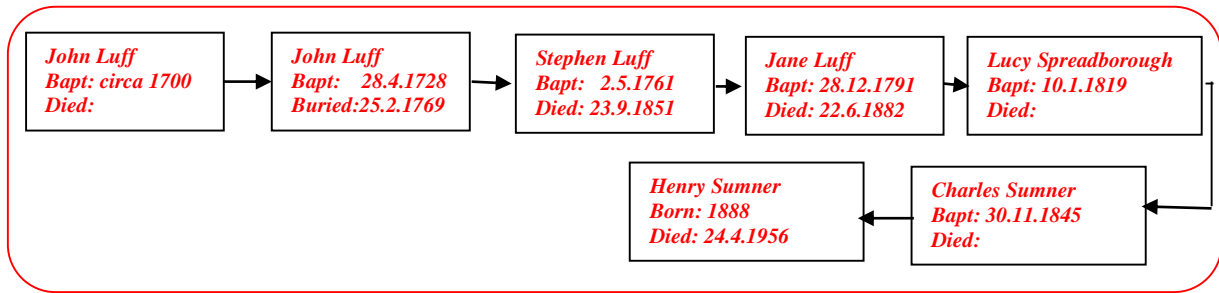 John Luff
Bapt: circa 1700
Died:
John Luff
Bapt: 28.4.1728
Buried:25.2.1769
Stephen Luff
Bapt: 2.5.1761
Died: 23.9.1851
Jane Luff
Bapt: 28.12.1791
Died: 22.6.1882
Lucy Spreadborough
Bapt: 10.1.1819
Died:
Charles Sumner
Bapt: 30.11.1845
Died:
Henry Sumner
Born: 1888
Died: 24.4.1956